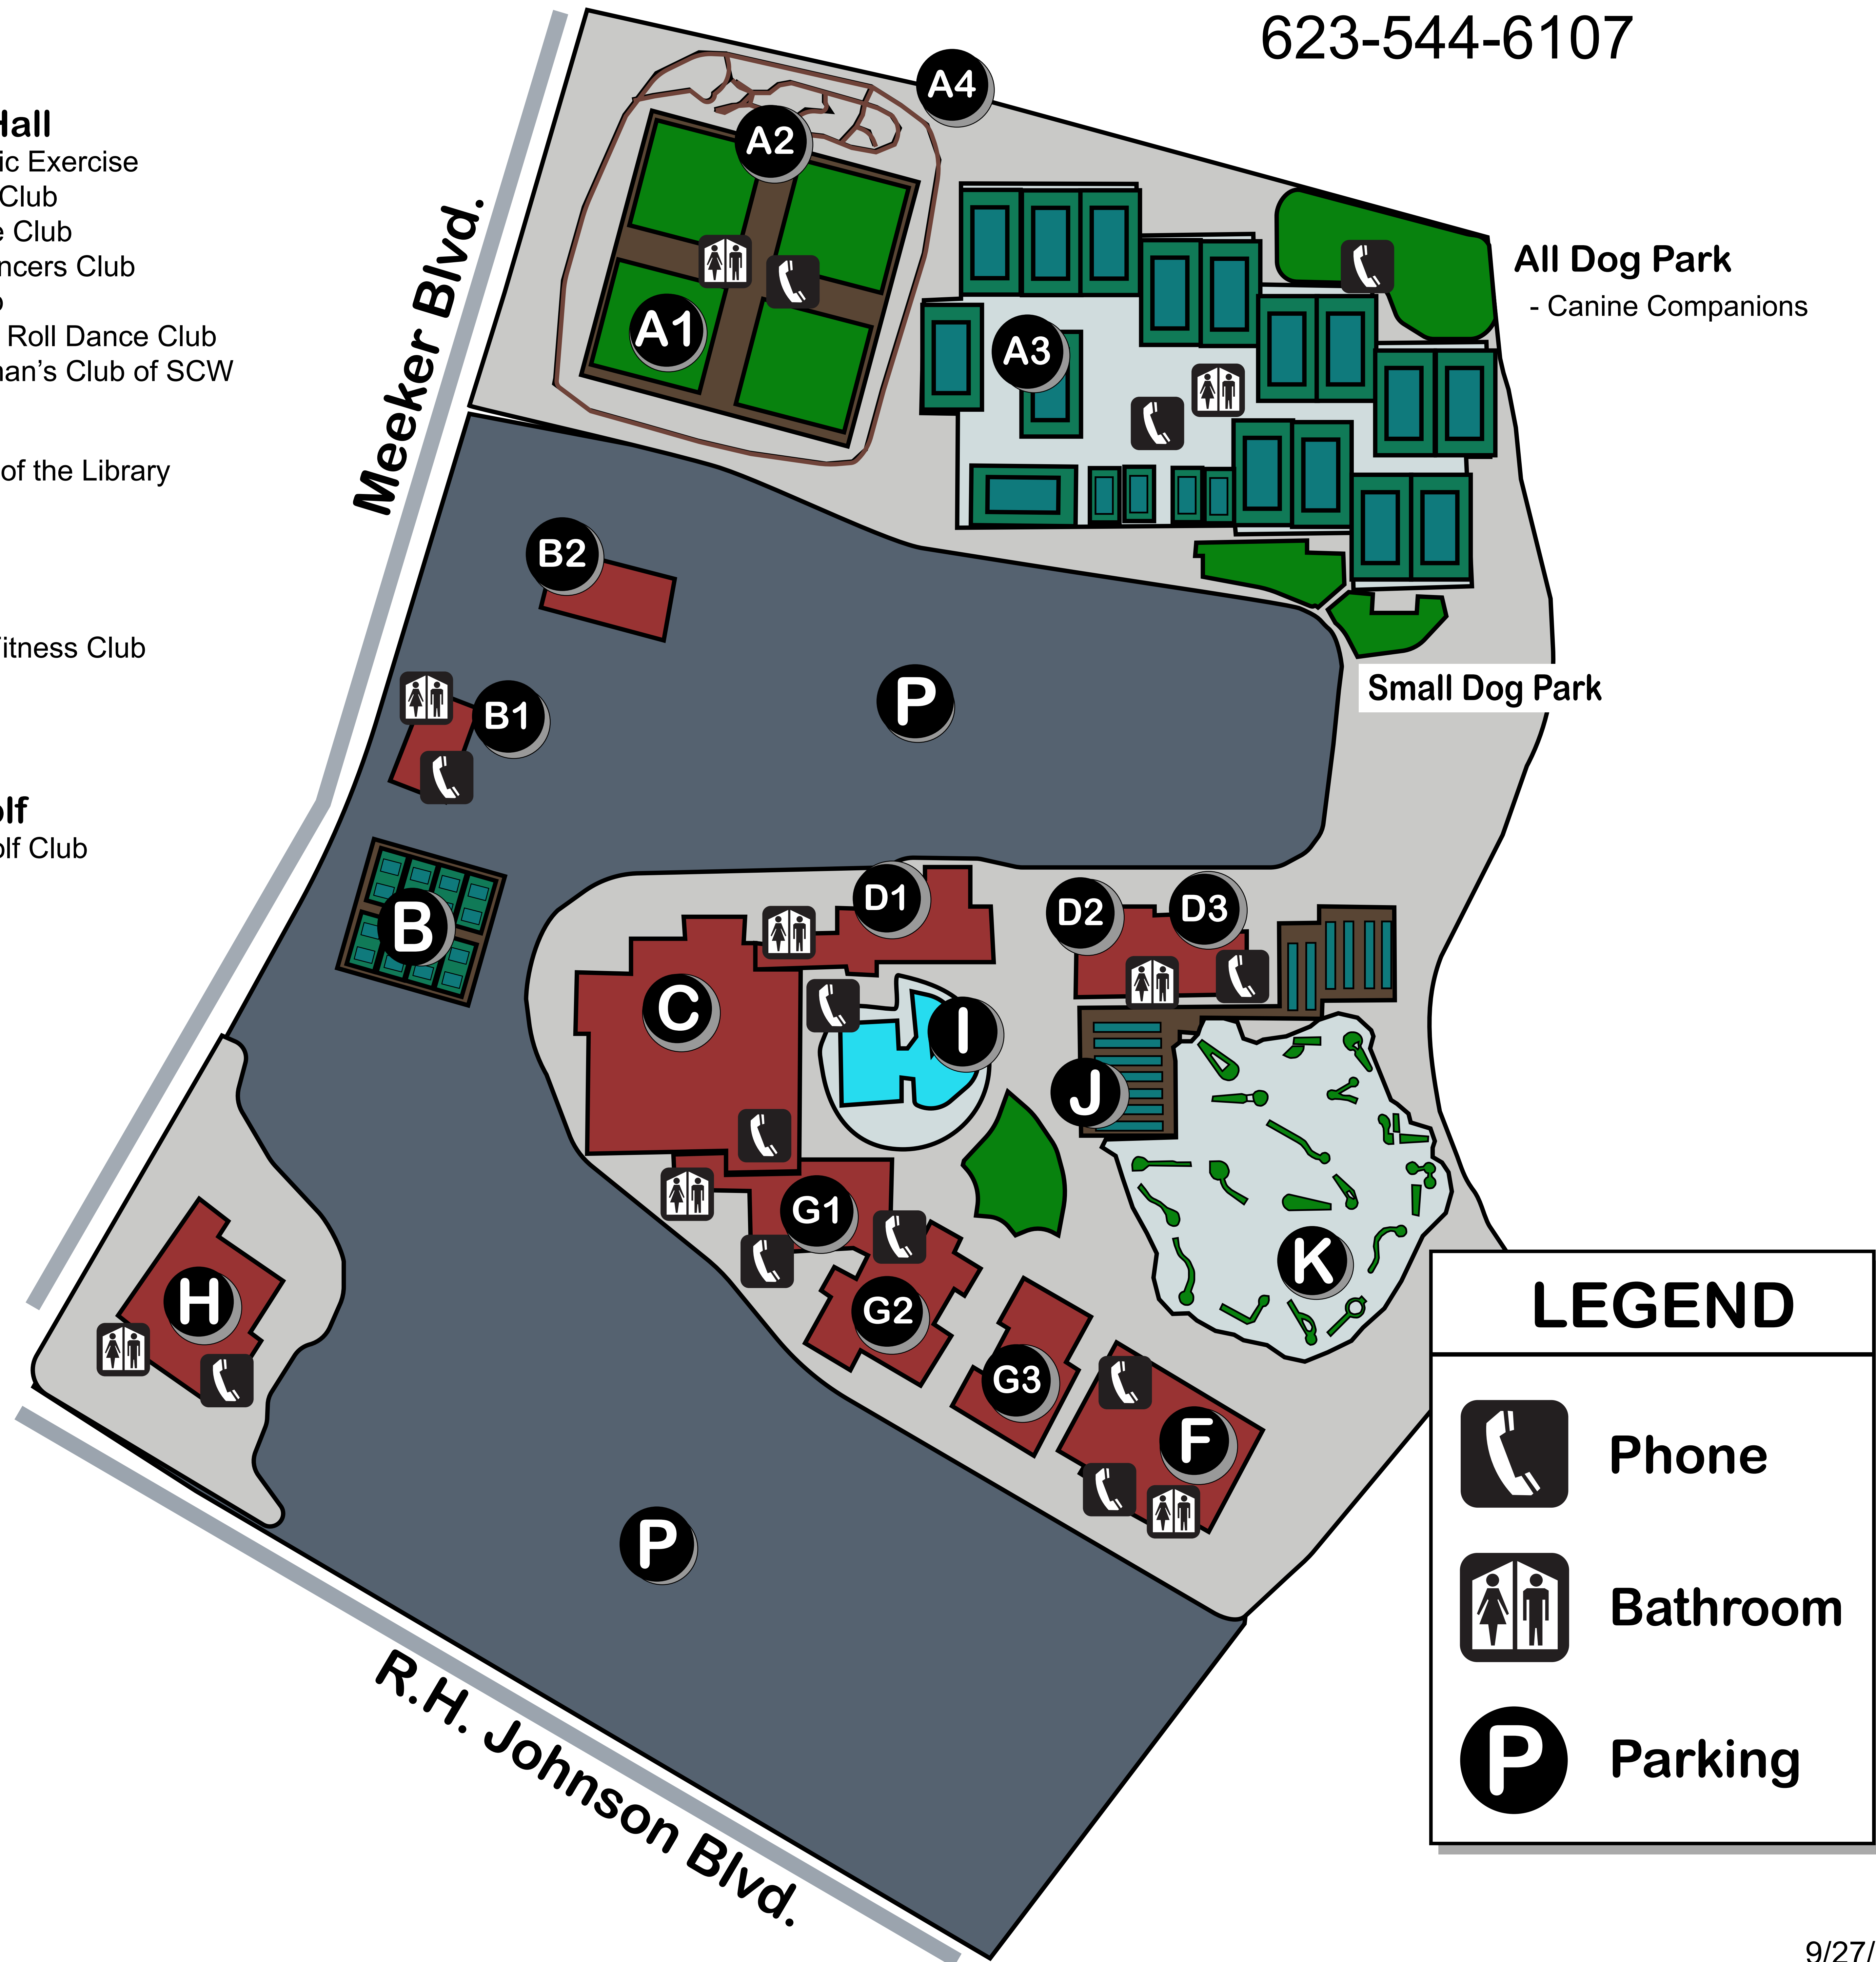 623-544-6107
Hall
ic Exercise
Club
e Club
ncers Club
Roll Dance Club
man's Club of SCW
of the Library
Fitness Club
olf
olf Club
Meeker Blvd.
A4
A2
A1
A3
All Dog Park
- Canine Companions
B2
P
Small Dog Park
B1
B
D1
D2
D3
C
I
J
G1
K
H
G2
G3
F
P
R.H. Johnson Blvd.
LEGEND
Phone
Bathroom
P Parking
9/27/